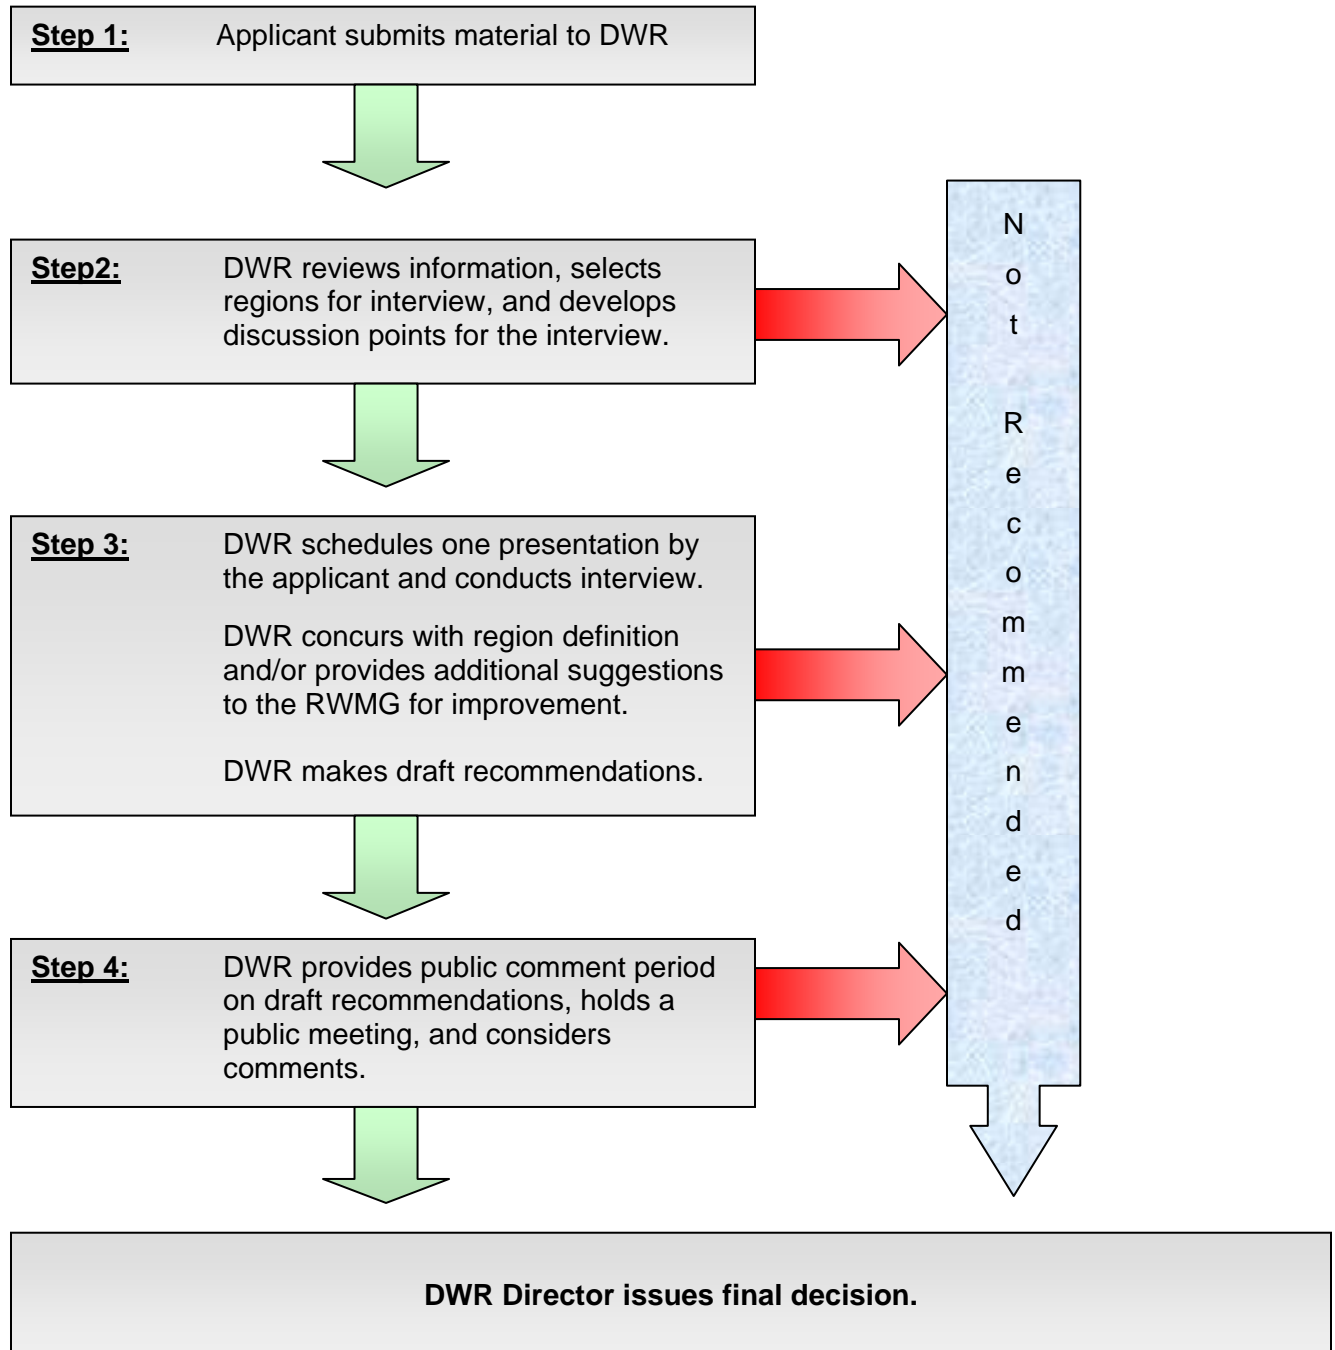 Step 1: Applicant submits material to DWR
Step2: DWR reviews information, selects
regions for interview, and develops
discussion points for the interview.
Step 3: DWR schedules one presentation by
the applicant and conducts interview.
DWR concurs with region definition
and/or provides additional suggestions
to the RWMG for improvement.
DWR makes draft recommendations.
Step 4: DWR provides public comment period
on draft recommendations, holds a
public meeting, and considers
comments.
Not Recommended
DWR Director issues final decision.